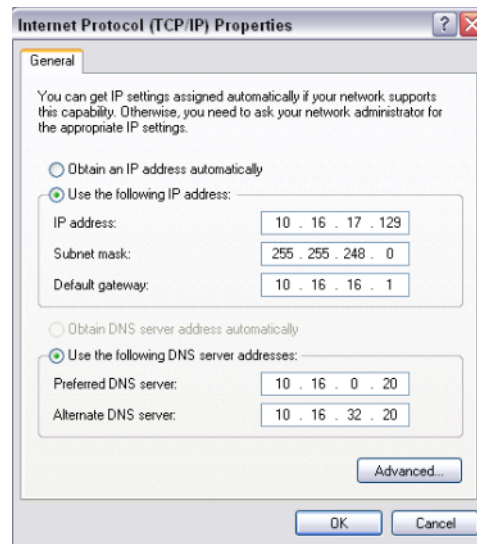 Internet Protocol (TCP/IP) Properties
General
You can get IP settings assigned automatically if your network supports
this capability. Otherwise, you need to ask your network administrator for
the appropriate IP settings.
Obtain an IP address automatically
Use the following IP address:
IP address: 10 . 16 . 17 . 129
Subnet mask: 255 . 255 . 248 . 0
Default gateway: 10 . 16 . 16 . 1
Obtain DNS server address automatically
Use the following DNS server addresses:
Preferred DNS server: 10 . 16 . 0 . 20
Alternate DNS server: 10 . 16 . 32 . 20
Advanced...
OK Cancel